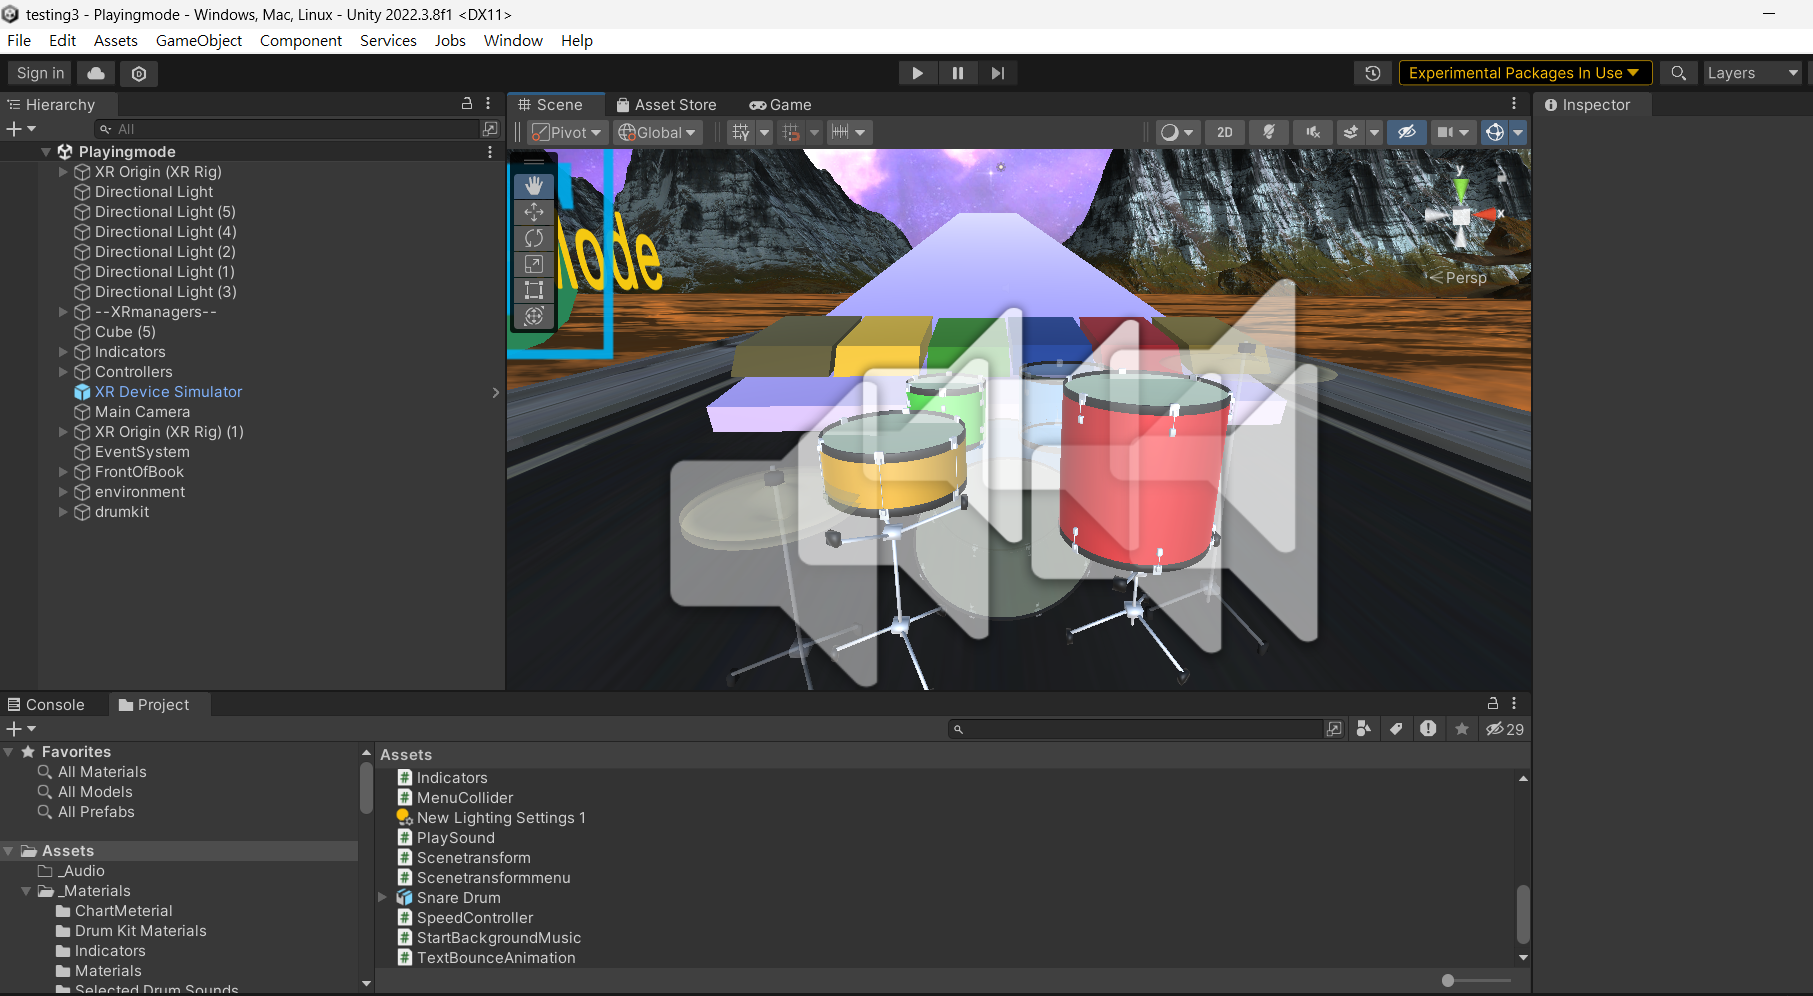 testing3 - Playingmode - Windows, Mac, Linux - Unity 2022.3.8f1 <DX11>
File Edit Assets GameObject Component Services Jobs Window Help
Sign in
Experimental Packages In Use
Layers
Hierarchy
Scene
Asset Store
Game
Inspector
All
Pivot
Global
2D
Playingmode
XR Origin (XR Rig)
Directional Light
Directional Light (5)
Directional Light (4)
Directional Light (2)
Directional Light (1)
Directional Light (3)
--XRmanagers--
Cube (5)
Indicators
Controllers
XR Device Simulator
Main Camera
XR Origin (XR Rig) (1)
EventSystem
FrontOfBook
environment
drumkit
Mode
y
x
Persp
Console
Project
29
Favorites
All Materials
All Models
All Prefabs
Assets
_Audio
_Materials
ChartMeterial
Drum Kit Materials
Indicators
Materials
Selected Drum Sounds
Assets
Indicators
MenuCollider
New Lighting Settings 1
PlaySound
Scenetransform
Scenetransformmenu
Snare Drum
SpeedController
StartBackgroundMusic
TextBounceAnimation